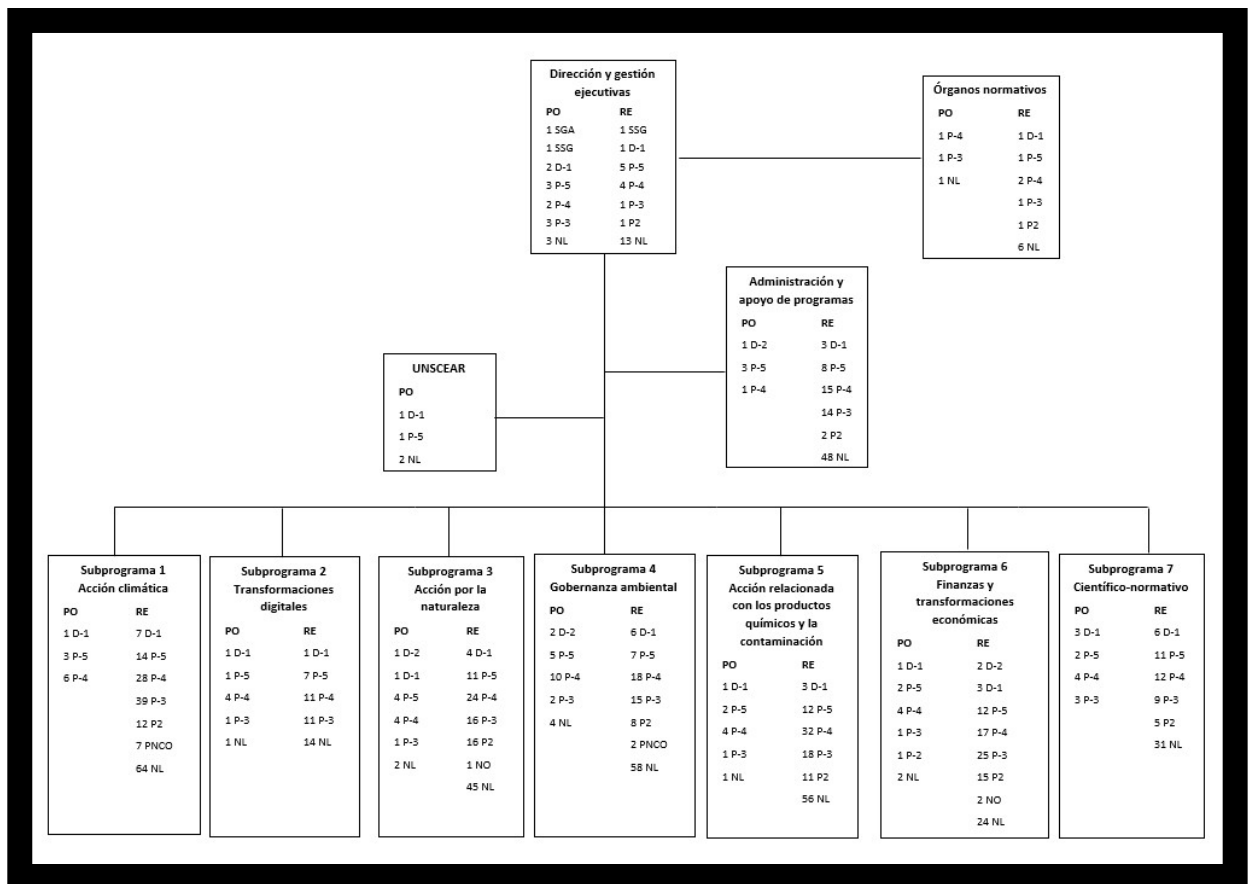 Dirección y gestión
ejecutivas
PO RE
1 SGA 1 SSG
1 SSG 1 D-1
2 D-1 5 P-5
3 P-5 4 P-4
2 P-4 1 P-3
3 P-3 1 P2
3 NL 13 NL
Órganos normativos
PO RE
1 P-4 1 D-1
1 P-3 1 P-5
1 NL 2 P-4
1 P-3
1 P2
6 NL
Administración y
apoyo de programas
PO RE
1 D-2 3 D-1
3 P-5 8 P-5
1 P-4 15 P-4
14 P-3
2 P2
48 NL
UNSCEAR
PO
1 D-1
1 P-5
2 NL
Subprograma 1
Acción climática
PO RE
1 D-1 7 D-1
3 P-5 14 P-5
6 P-4 28 P-4
39 P-3
12 P2
7 PNCO
64 NL
Subprograma 2
Transformaciones
digitales
PO RE
1 D-1 1 D-1
1 P-5 7 P-5
4 P-4 11 P-4
1 P-3 11 P-3
1 NL 14 NL
Subprograma 3
Acción por la
naturaleza
PO RE
1 D-2 4 D-1
1 D-1 11 P-5
4 P-5 24 P-4
4 P-4 16 P-3
1 P-3 16 P2
2 NL 1 NO
45 NL
Subprograma 4
Gobernanza ambiental
PO RE
2 D-2 6 D-1
5 P-5 7 P-5
10 P-4 18 P-4
2 P-3 15 P-3
4 NL 8 P2
2 PNCO
58 NL
Subprograma 5
Acción relacionada
con los productos
químicos y la
contaminación
PO RE
1 D-1 3 D-1
2 P-5 12 P-5
4 P-4 32 P-4
1 P-3 18 P-3
1 NL 11 P2
56 NL
Subprograma 6
Finanzas y
transformaciones
económicas
PO RE
1 D-1 2 D-2
2 P-5 3 D-1
4 P-4 12 P-5
1 P-3 17 P-4
1 P-2 25 P-3
2 NL 15 P2
2 NO
24 NL
Subprograma 7
Científico-normativo
PO RE
3 D-1 6 D-1
2 P-5 11 P-5
4 P-4 12 P-4
3 P-3 9 P-3
5 P2
31 NL